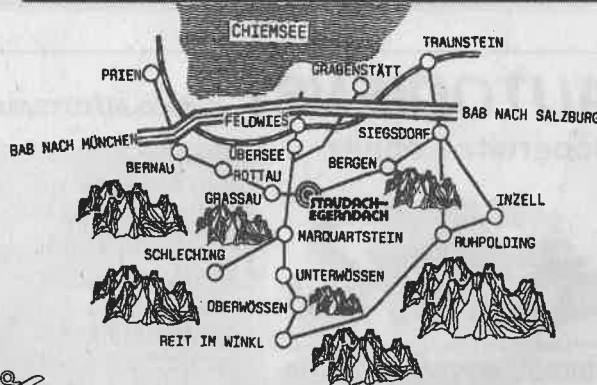 CHIEMSEE
TRAUNSTEIN
PRIEN
GRABENSTÄTT
FELDWIES
BAB NACH SALZBURG
BAB NACH MÜNCHEN
SIEGSDORF
ÜBERSEE
BERNAU
ROTTAU
BERGEN
GRASSAU
STAUDACH-
EGERNDACH
INZELL
MARQUARTSTEIN
RUHPOLDING
SCHLECHING
UNTERWÖSSEN
OBERWÖSSEN
REIT IM WINKL